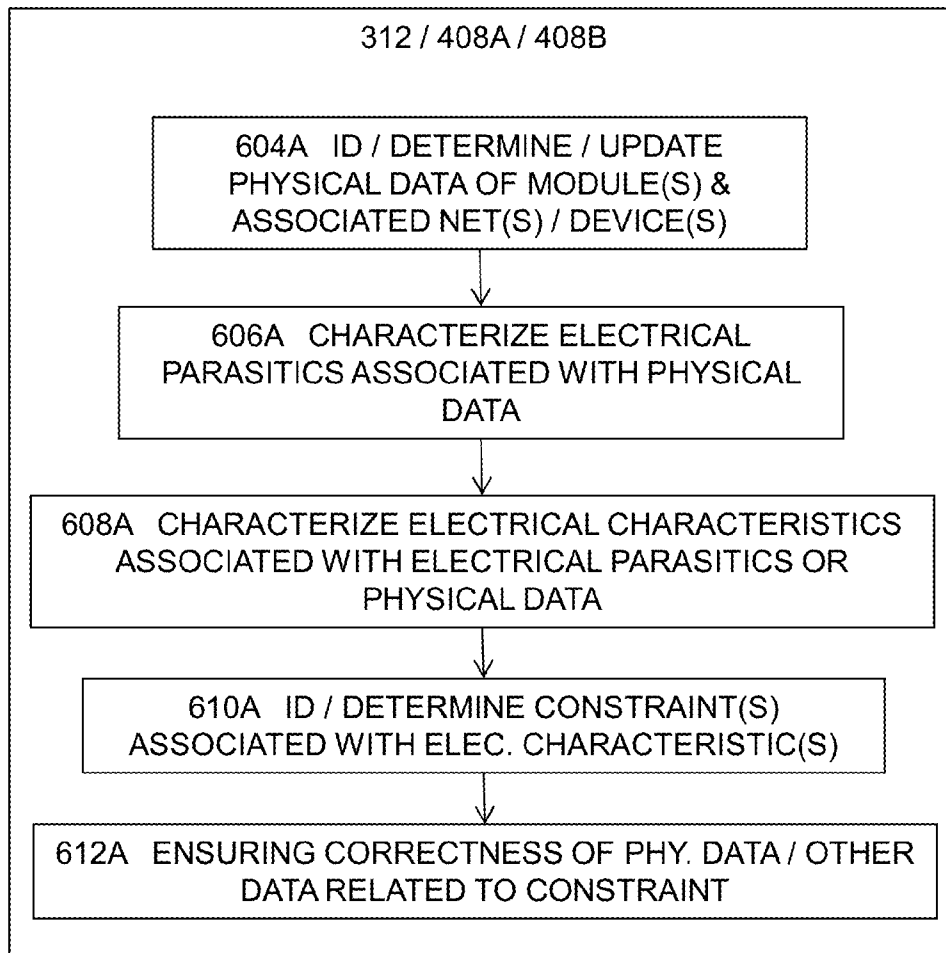 312 / 408A / 408B
604A ID / DETERMINE / UPDATE
PHYSICAL DATA OF MODULE(S) &
ASSOCIATED NET(S) / DEVICE(S)
606A CHARACTERIZE ELECTRICAL
PARASITICS ASSOCIATED WITH PHYSICAL
DATA
608A CHARACTERIZE ELECTRICAL CHARACTERISTICS
ASSOCIATED WITH ELECTRICAL PARASITICS OR
PHYSICAL DATA
610A ID / DETERMINE CONSTRAINT(S)
ASSOCIATED WITH ELEC. CHARACTERISTIC(S)
612A ENSURING CORRECTNESS OF PHY. DATA / OTHER
DATA RELATED TO CONSTRAINT